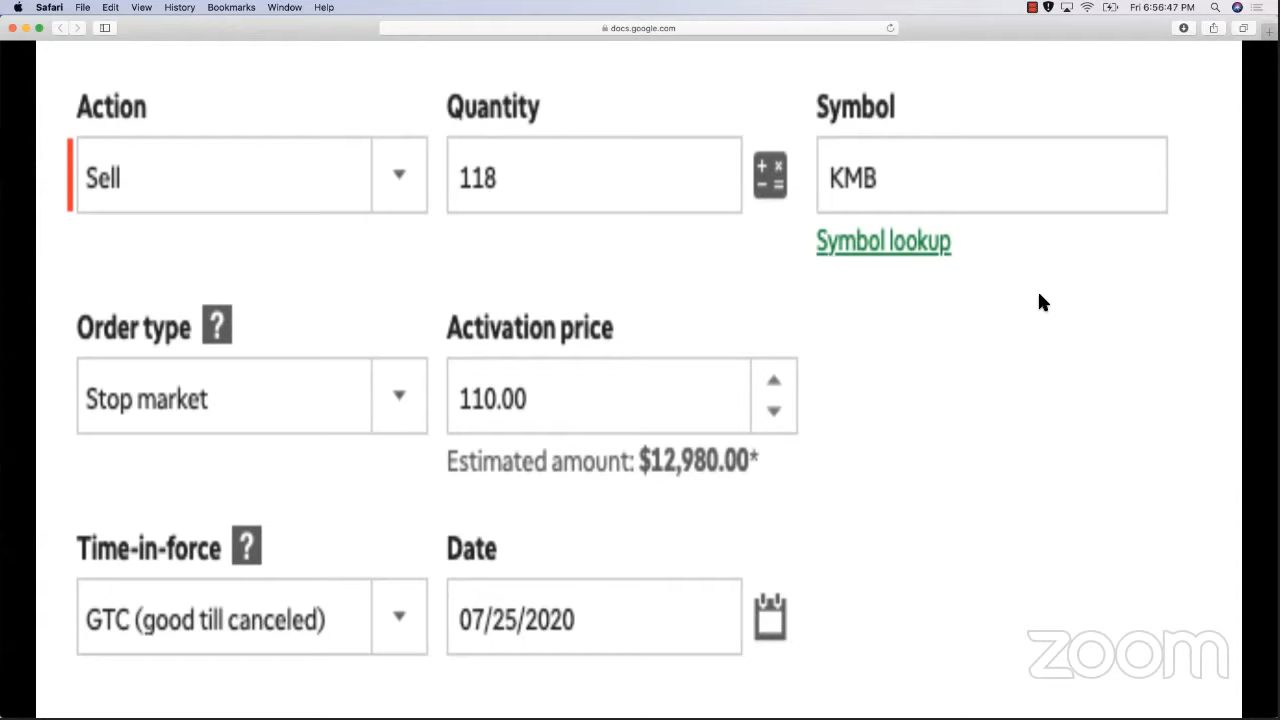 Safari File Edit View History Bookmarks Window Help Fri 6:56:47 PM
docs.google.com
Action Quantity Symbol
Sell 118 KMB
Symbol lookup
Order type ? Activation price
Stop market 110.00
Estimated amount: $12,980.00*
Time-in-force ? Date
GTC (good till canceled) 07/25/2020
zoom